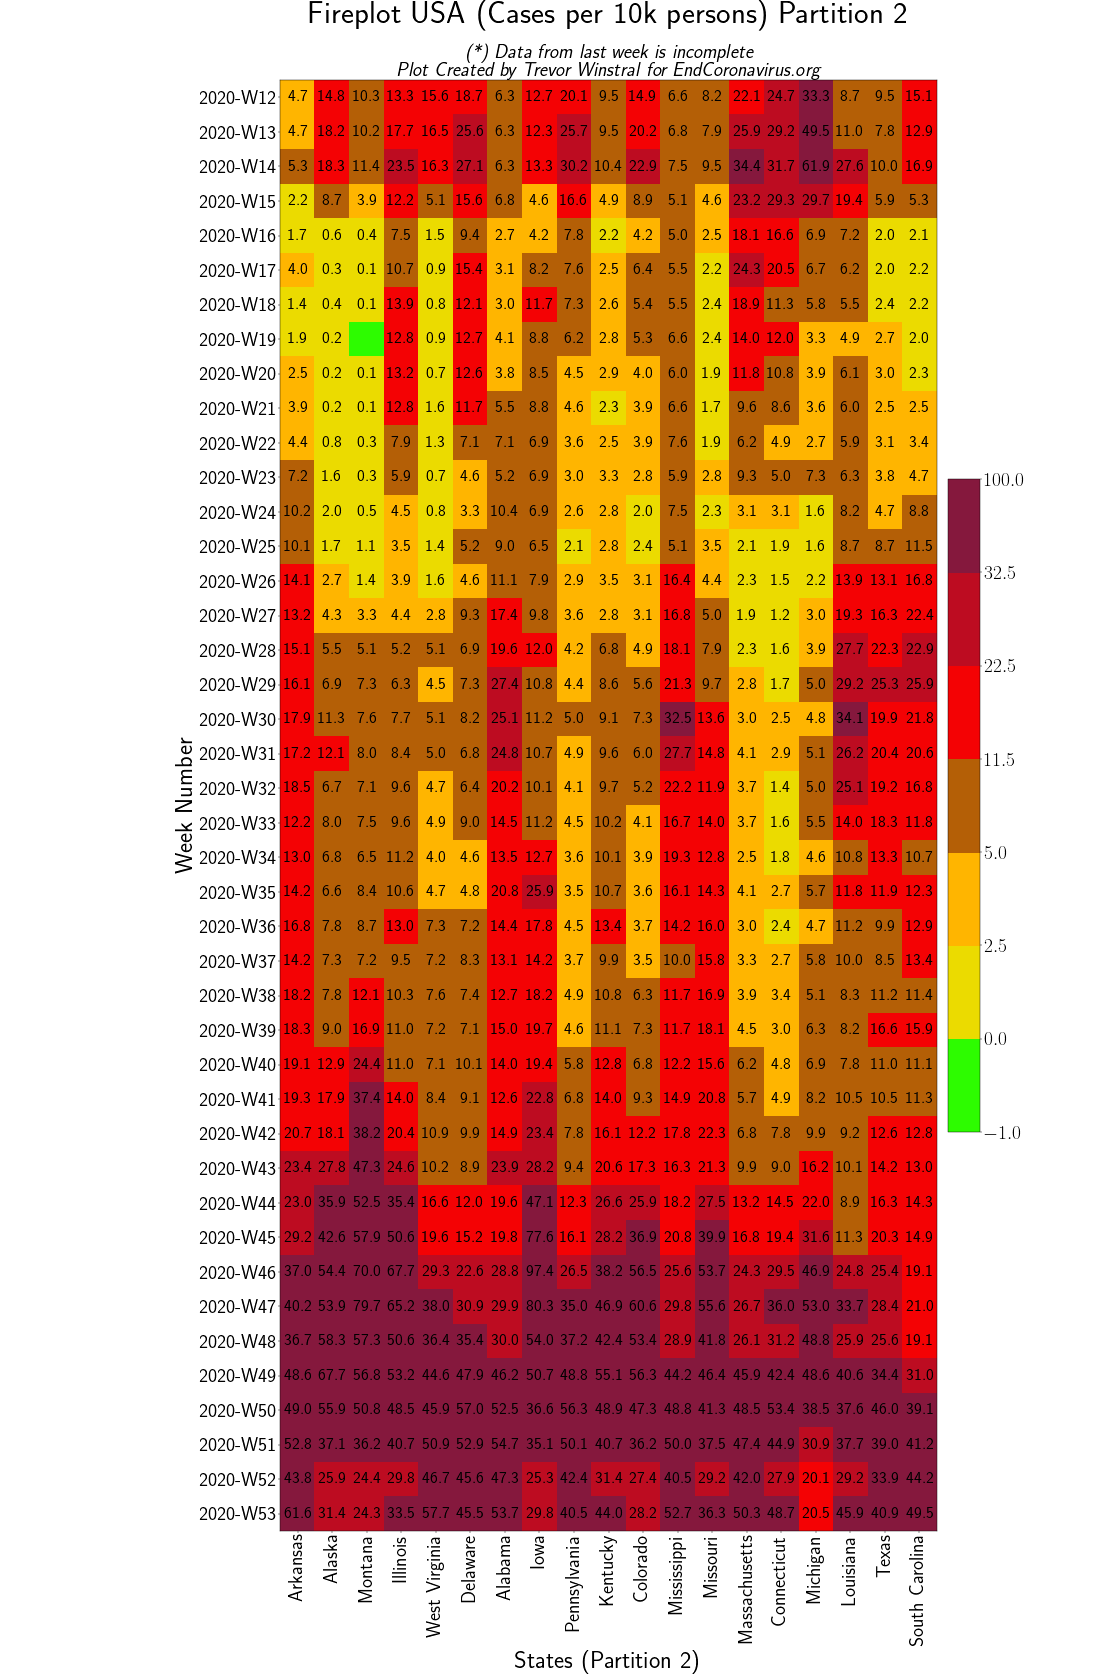 Fireplot USA (Cases per 10k persons) Partition 2
(*) Data from last week is incomplete
Plot Created by Trevor Winstral for EndCoronavirus.org
2020-W12 4.7 14.8 10.3 13.3 15.6 18.7 6.3 12.7 20.1 9.5 14.9 6.6 8.2 22.1 24.7 33.3 8.7 9.5 15.1
2020-W13 4.7 18.2 10.2 17.7 16.5 25.6 6.3 12.3 25.7 9.5 20.2 6.8 7.9 25.9 29.2 49.5 11.0 7.8 12.9
2020-W14 5.3 18.3 11.4 23.5 16.3 27.1 6.3 13.3 30.2 10.4 22.9 7.5 9.5 34.4 31.7 61.9 27.6 10.0 16.9
2020-W15 2.2 8.7 3.9 12.2 5.1 15.6 6.8 4.6 16.6 4.9 8.9 5.1 4.6 23.2 29.3 29.7 19.4 5.9 5.3
2020-W16 1.7 0.6 0.4 7.5 1.5 9.4 2.7 4.2 7.8 2.2 4.2 5.0 2.5 18.1 16.6 6.9 7.2 2.0 2.1
2020-W17 4.0 0.3 0.1 10.7 0.9 15.4 3.1 8.2 7.6 2.5 6.4 5.5 2.2 24.3 20.5 6.7 6.2 2.0 2.2
2020-W18 1.4 0.4 0.1 13.9 0.8 12.1 3.0 11.7 7.3 2.6 5.4 5.5 2.4 18.9 11.3 5.8 5.5 2.4 2.2
2020-W19 1.9 0.2 12.8 0.9 12.7 4.1 8.8 6.2 2.8 5.3 6.6 2.4 14.0 12.0 3.3 4.9 2.7 2.0
2020-W20 2.5 0.2 0.1 13.2 0.7 12.6 3.8 8.5 4.5 2.9 4.0 6.0 1.9 11.8 10.8 3.9 6.1 3.0 2.3
2020-W21 3.9 0.2 0.1 12.8 1.6 11.7 5.5 8.8 4.6 2.3 3.9 6.6 1.7 9.6 8.6 3.6 6.0 2.5 2.5
2020-W22 4.4 0.8 0.3 7.9 1.3 7.1 7.1 6.9 3.6 2.5 3.9 7.6 1.9 6.2 4.9 2.7 5.9 3.1 3.4
2020-W23 7.2 1.6 0.3 5.9 0.7 4.6 5.2 6.9 3.0 3.3 2.8 5.9 2.8 9.3 5.0 7.3 6.3 3.8 4.7
2020-W24 10.2 2.0 0.5 4.5 0.8 3.3 10.4 6.9 2.6 2.8 2.0 7.5 2.3 3.1 3.1 1.6 8.2 4.7 8.8
2020-W25 10.1 1.7 1.1 3.5 1.4 5.2 9.0 6.5 2.1 2.8 2.4 5.1 3.5 2.1 1.9 1.6 8.7 8.7 11.5
2020-W26 14.1 2.7 1.4 3.9 1.6 4.6 11.1 7.9 2.9 3.5 3.1 16.4 4.4 2.3 1.5 2.2 13.9 13.1 16.8
2020-W27 13.2 4.3 3.3 4.4 2.8 9.3 17.4 9.8 3.6 2.8 3.1 16.8 5.0 1.9 1.2 3.0 19.3 16.3 22.4
2020-W28 15.1 5.5 5.1 5.2 5.1 6.9 19.6 12.0 4.2 6.8 4.9 18.1 7.9 2.3 1.6 3.9 27.7 22.3 22.9
2020-W29 16.1 6.9 7.3 6.3 4.5 7.3 27.4 10.8 4.4 8.6 5.6 21.3 9.7 2.8 1.7 5.0 29.2 25.3 25.9
2020-W30 17.9 11.3 7.6 7.7 5.1 8.2 25.1 11.2 5.0 9.1 7.3 32.5 13.6 3.0 2.5 4.8 34.1 19.9 21.8
2020-W31 17.2 12.1 8.0 8.4 5.0 6.8 24.8 10.7 4.9 9.6 6.0 27.7 14.8 4.1 2.9 5.1 26.2 20.4 20.6
2020-W32 18.5 6.7 7.1 9.6 4.7 6.4 20.2 10.1 4.1 9.7 5.2 22.2 11.9 3.7 1.4 5.0 25.1 19.2 16.8
2020-W33 12.2 8.0 7.5 9.6 4.9 9.0 14.5 11.2 4.5 10.2 4.1 16.7 14.0 3.7 1.6 5.5 14.0 18.3 11.8
2020-W34 13.0 6.8 6.5 11.2 4.0 4.6 13.5 12.7 3.6 10.1 3.9 19.3 12.8 2.5 1.8 4.6 10.8 13.3 10.7
2020-W35 14.2 6.6 8.4 10.6 4.7 4.8 20.8 25.9 3.5 10.7 3.6 16.1 14.3 4.1 2.7 5.7 11.8 11.9 12.3
2020-W36 16.8 7.8 8.7 13.0 7.3 7.2 14.4 17.8 4.5 13.4 3.7 14.2 16.0 3.0 2.4 4.7 11.2 9.9 12.9
2020-W37 14.2 7.3 7.2 9.5 7.2 8.3 13.1 14.2 3.7 9.9 3.5 10.0 15.8 3.3 2.7 5.8 10.0 8.5 13.4
2020-W38 18.2 7.8 12.1 10.3 7.6 7.4 12.7 18.2 4.9 10.8 6.3 11.7 16.9 3.9 3.4 5.1 8.3 11.2 11.4
2020-W39 18.3 9.0 16.9 11.0 7.2 7.1 15.0 19.7 4.6 11.1 7.3 11.7 18.1 4.5 3.0 6.3 8.2 16.6 15.9
2020-W40 19.1 12.9 24.4 11.0 7.1 10.1 14.0 19.4 5.8 12.8 6.8 12.2 15.6 6.2 4.8 6.9 7.8 11.0 11.1
2020-W41 19.3 17.9 37.4 14.0 8.4 9.1 12.6 22.8 6.8 14.0 9.3 14.9 20.8 5.7 4.9 8.2 10.5 10.5 11.3
2020-W42 20.7 18.1 38.2 20.4 10.9 9.9 14.9 23.4 7.8 16.1 12.2 17.8 22.3 6.8 7.8 9.9 9.2 12.6 12.8
2020-W43 23.4 27.8 47.3 24.6 10.2 8.9 23.9 28.2 9.4 20.6 17.3 16.3 21.3 9.9 9.0 16.2 10.1 14.2 13.0
2020-W44 23.0 35.9 52.5 35.4 16.6 12.0 19.6 47.1 12.3 26.6 25.9 18.2 27.5 13.2 14.5 22.0 8.9 16.3 14.3
2020-W45 29.2 42.6 57.9 50.6 19.6 15.2 19.8 77.6 16.1 28.2 36.9 20.8 39.9 16.8 19.4 31.6 11.3 20.3 14.9
2020-W46 37.0 54.4 70.0 67.7 29.3 22.6 28.8 97.4 26.5 38.2 56.5 25.6 53.7 24.3 29.5 46.9 24.8 25.4 19.1
2020-W47 40.2 53.9 79.7 65.2 38.0 30.9 29.9 80.3 35.0 46.9 60.6 29.8 55.6 26.7 36.0 53.0 33.7 28.4 21.0
2020-W48 36.7 58.3 57.3 50.6 36.4 35.4 30.0 54.0 37.2 42.4 53.4 28.9 41.8 26.1 31.2 48.8 25.9 25.6 19.1
2020-W49 48.6 67.7 56.8 53.2 44.6 47.9 46.2 50.7 48.8 55.1 56.3 44.2 46.4 45.9 42.4 48.6 40.6 34.4 31.0
2020-W50 49.0 55.9 50.8 48.5 45.9 57.0 52.5 36.6 56.3 48.9 47.3 48.8 41.3 48.5 53.4 38.5 37.6 46.0 39.1
2020-W51 52.8 37.1 36.2 40.7 50.9 52.9 54.7 35.1 50.1 40.7 36.2 50.0 37.5 47.4 44.9 30.9 37.7 39.0 41.2
2020-W52 43.8 25.9 24.4 29.8 46.7 45.6 47.3 25.3 42.4 31.4 27.4 40.5 29.2 42.0 27.9 20.1 29.2 33.9 44.2
2020-W53 61.6 31.4 24.3 33.5 57.7 45.5 53.7 29.8 40.5 44.0 28.2 52.7 36.3 50.3 48.7 20.5 45.9 40.9 49.5
Week Number
Arkansas Alaska Montana Illinois West Virginia Delaware Alabama Iowa Pennsylvania Kentucky Colorado Mississippi Missouri Massachusetts Connecticut Michigan Louisiana Texas South Carolina
States (Partition 2)
100.0
32.5
22.5
11.5
5.0
2.5
0.0
−1.0